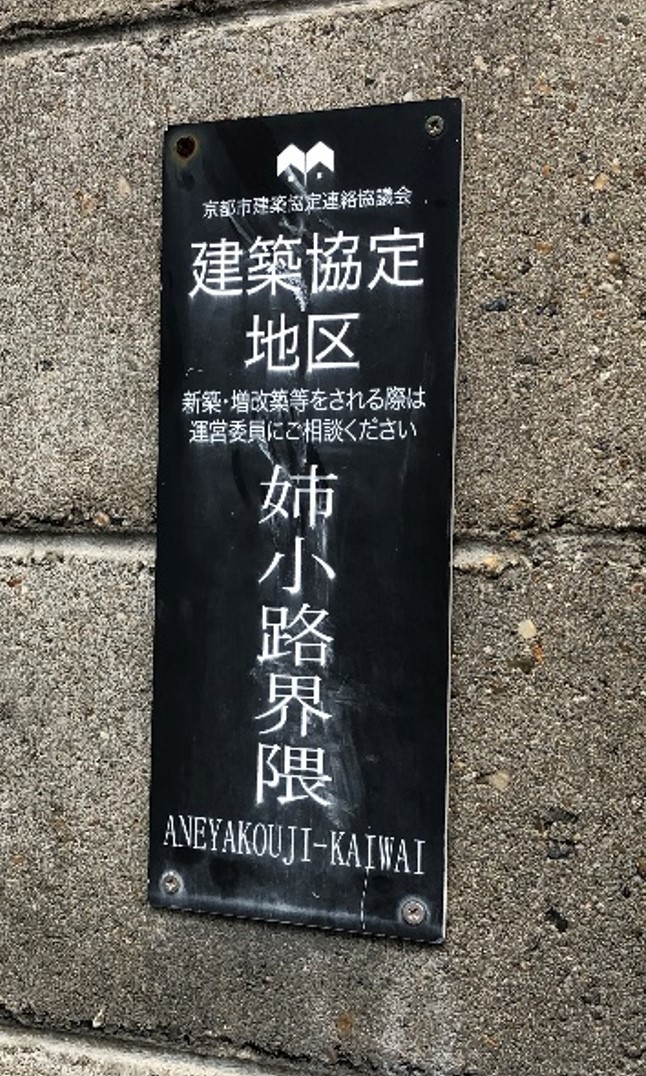 京都市建築協定連絡協議会
建築協定
地区
新築・増改築等をされる際は
運営委員にご相談ください
姉小路界隈
ANEYAKOUJI-KAIWAI